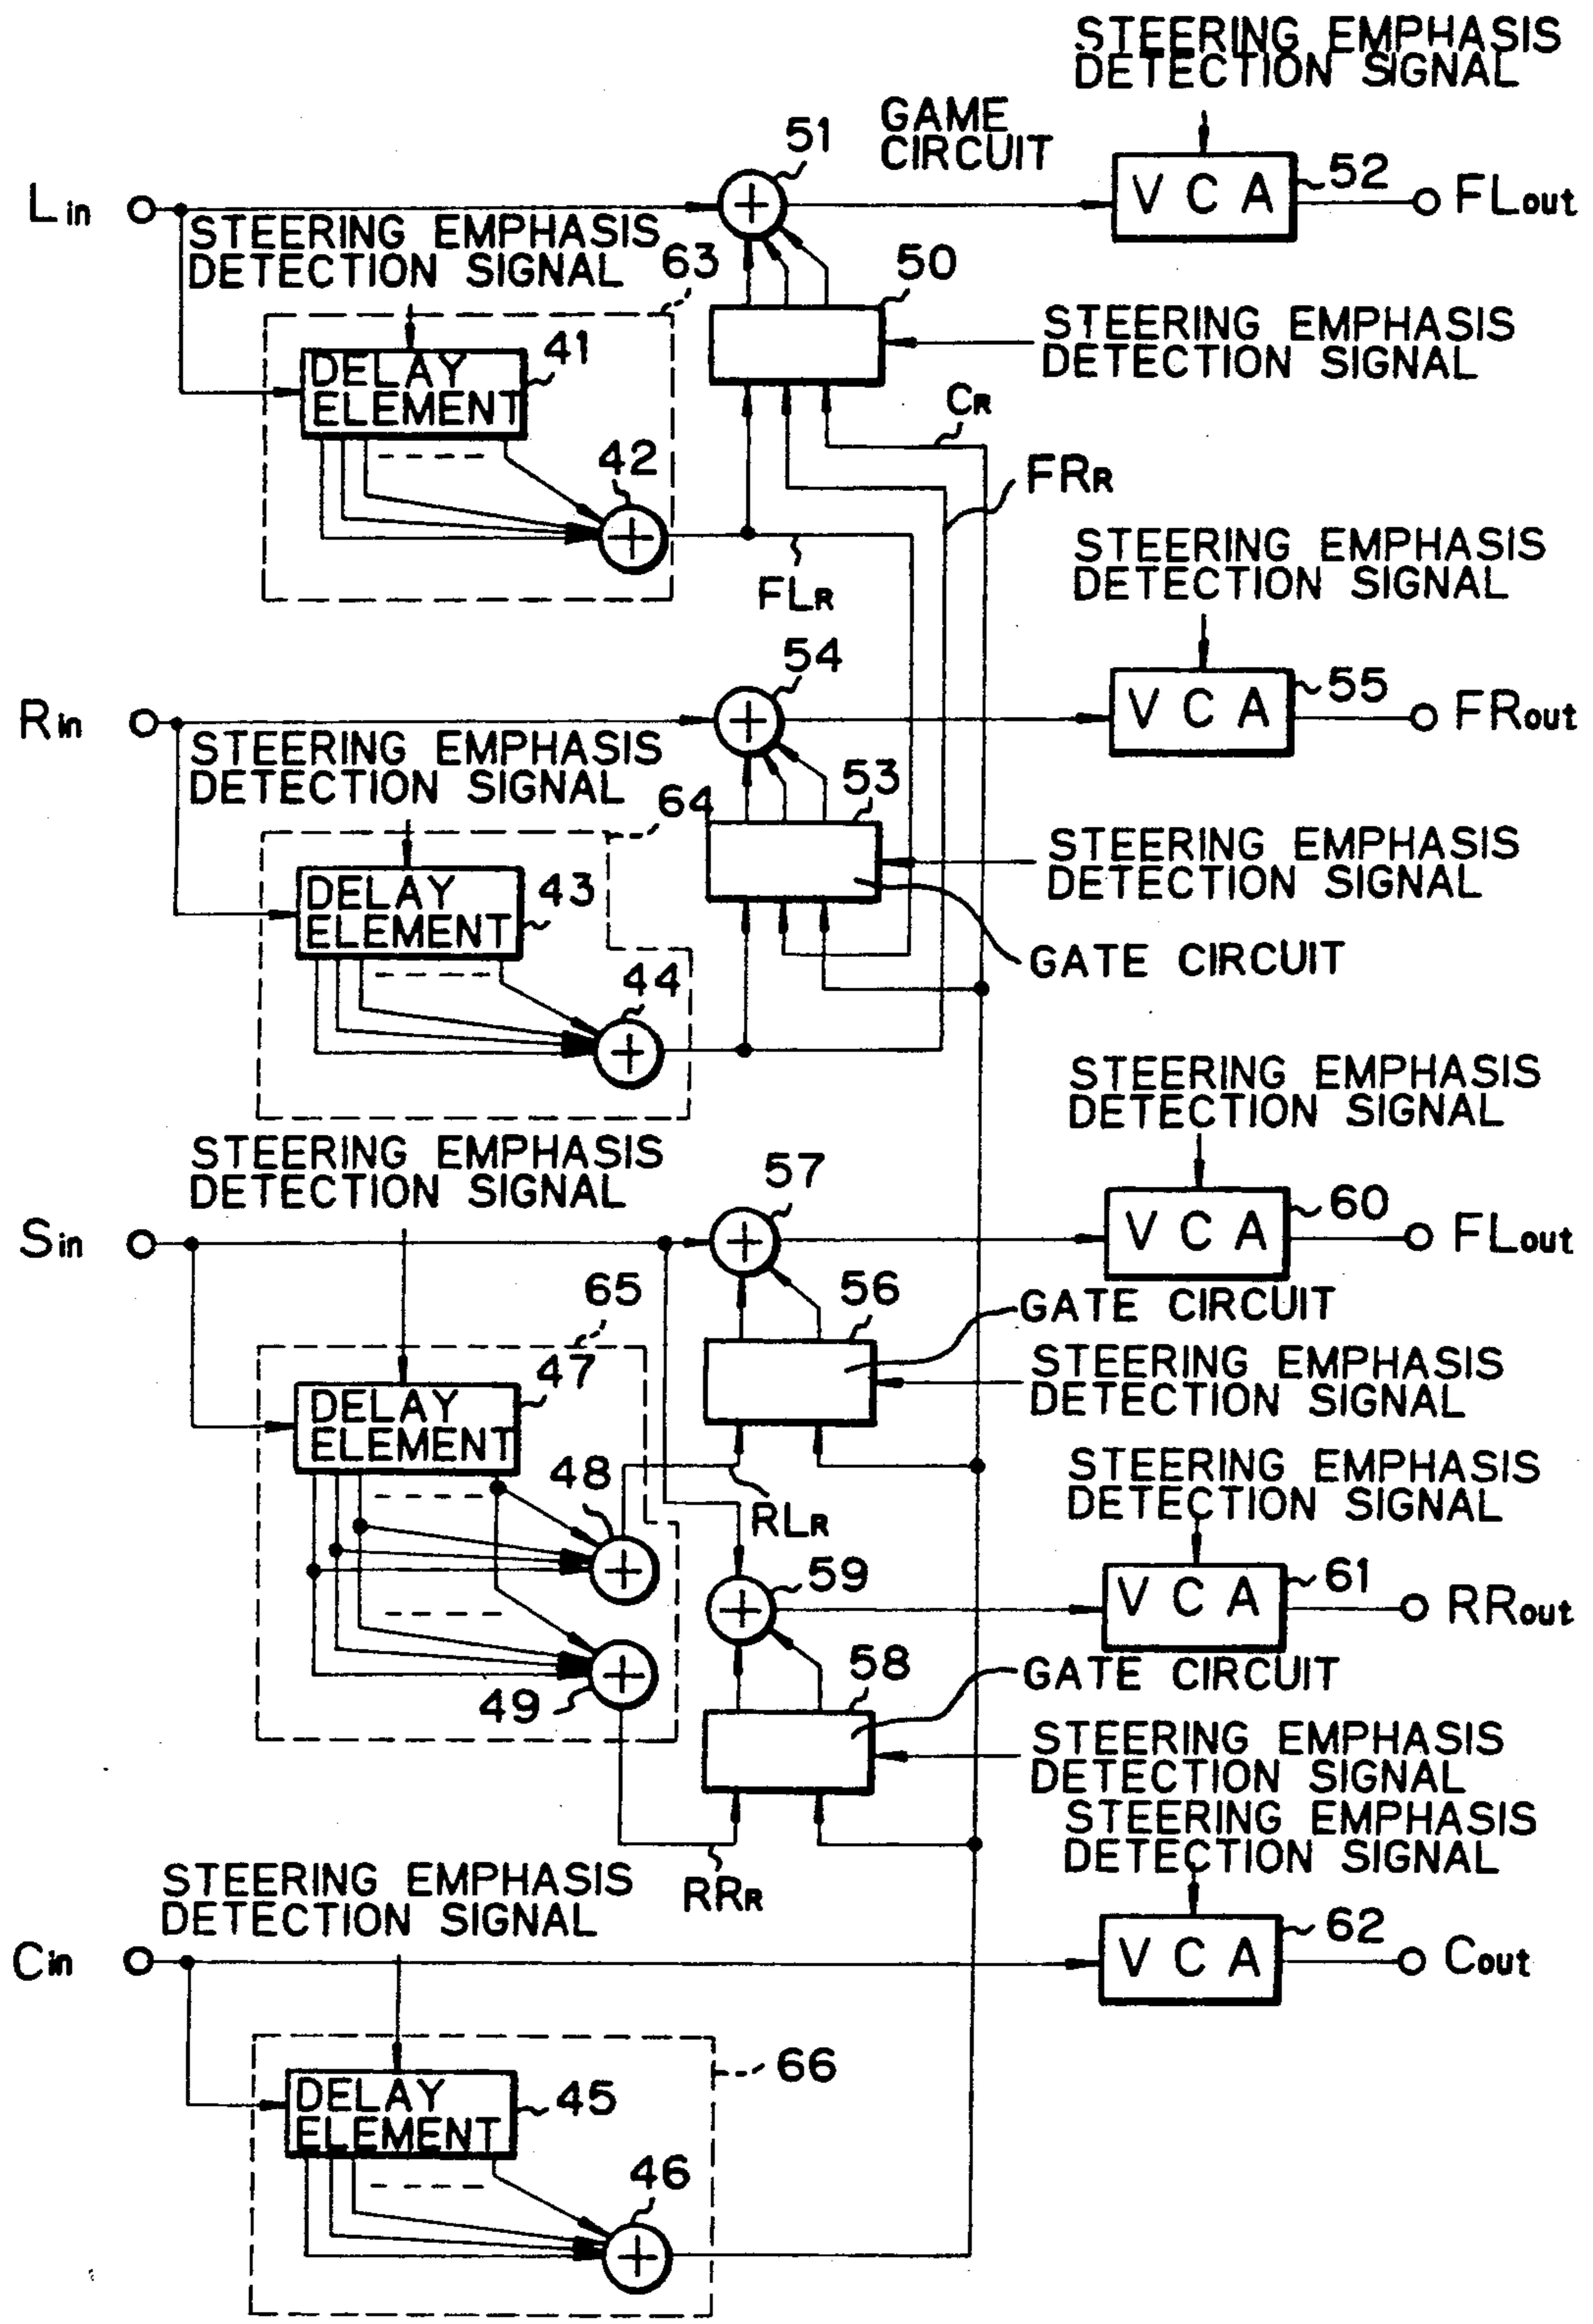 STEERING EMPHASIS
DETECTION SIGNAL
GAME
CIRCUIT
51
Lin
VCA
52
FLout
STEERING EMPHASIS
DETECTION SIGNAL
63
50
STEERING EMPHASIS
DETECTION SIGNAL
DELAY
ELEMENT
41
CR
42
FRR
STEERING EMPHASIS
DETECTION SIGNAL
FLR
54
Rin
VCA
55
FRout
STEERING EMPHASIS
DETECTION SIGNAL
64
53
STEERING EMPHASIS
DETECTION SIGNAL
DELAY
ELEMENT
43
GATE CIRCUIT
44
STEERING EMPHASIS
DETECTION SIGNAL
STEERING EMPHASIS
DETECTION SIGNAL
57
Sin
VCA
60
FLout
65
56
GATE CIRCUIT
STEERING EMPHASIS
DETECTION SIGNAL
DELAY
ELEMENT
47
48
STEERING EMPHASIS
DETECTION SIGNAL
RLR
59
VCA
61
RRout
49
58
GATE CIRCUIT
STEERING EMPHASIS
DETECTION SIGNAL
STEERING EMPHASIS
DETECTION SIGNAL
RRR
STEERING EMPHASIS
DETECTION SIGNAL
Cin
VCA
62
Cout
66
DELAY
ELEMENT
45
46